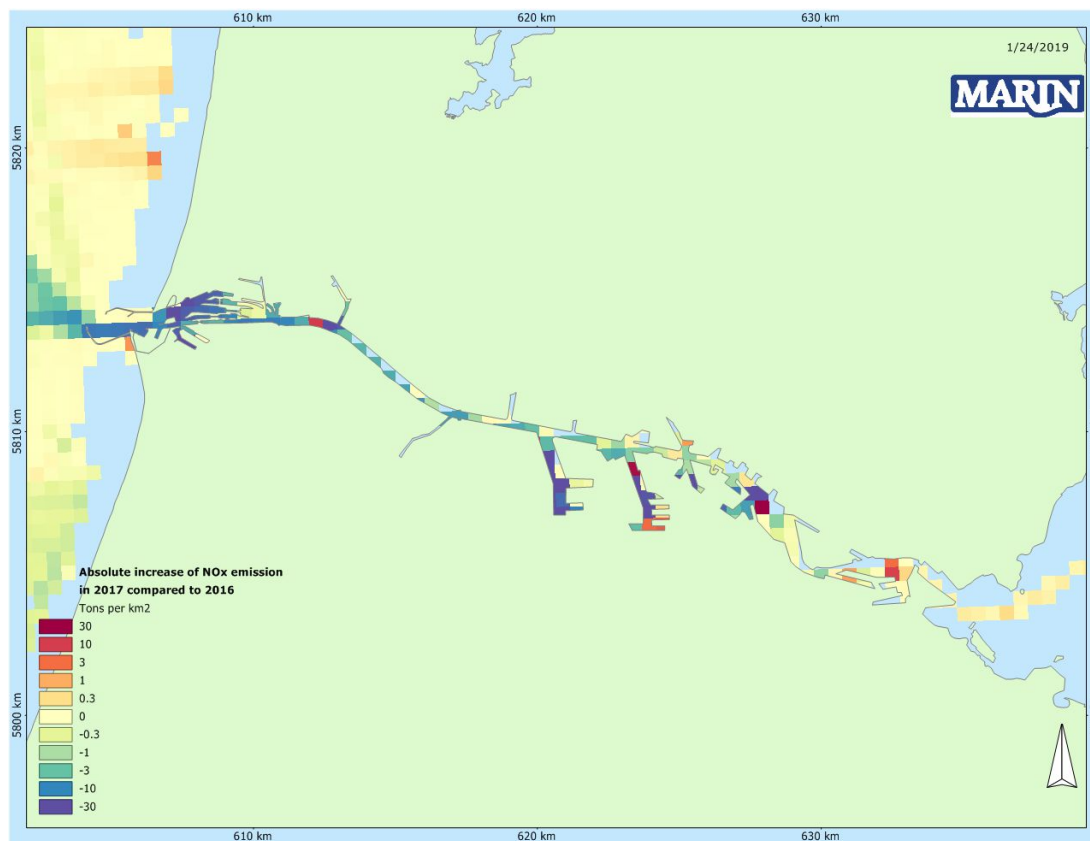 610 km
620 km
630 km
1/24/2019
MARIN
5820 km
5810 km
5800 km
Absolute increase of NOx emission
in 2017 compared to 2016
Tons per km2
30
10
3
1
0.3
0
-0.3
-1
-3
-10
-30
610 km
620 km
630 km